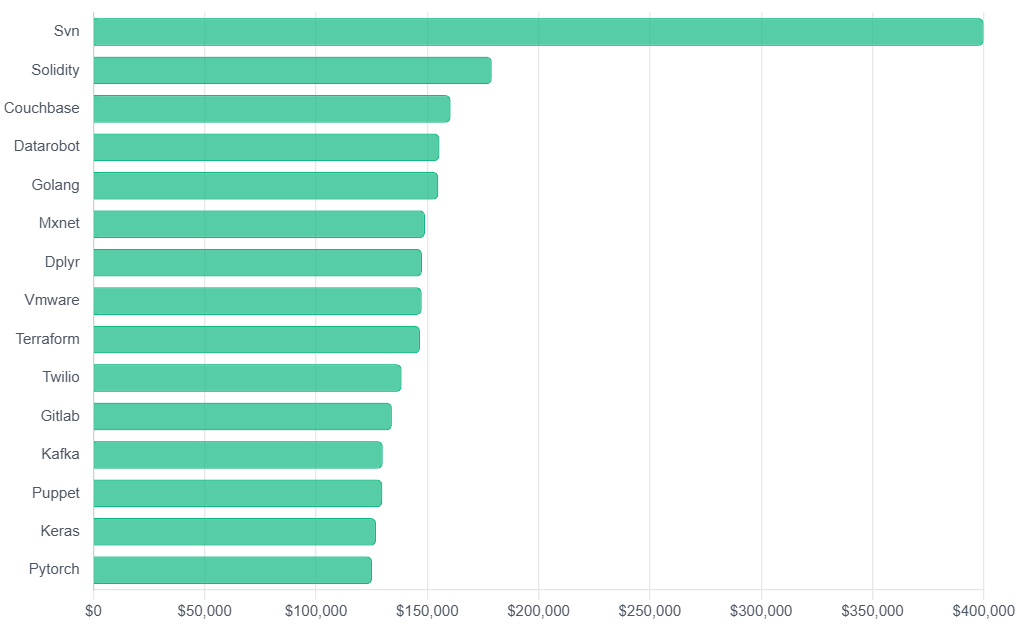 Svn
Solidity
Couchbase
Datarobot
Golang
Mxnet
Dplyr
Vmware
Terraform
Twilio
Gitlab
Kafka
Puppet
Keras
Pytorch
$0 $50,000 $100,000 $150,000 $200,000 $250,000 $300,000 $350,000 $400,000